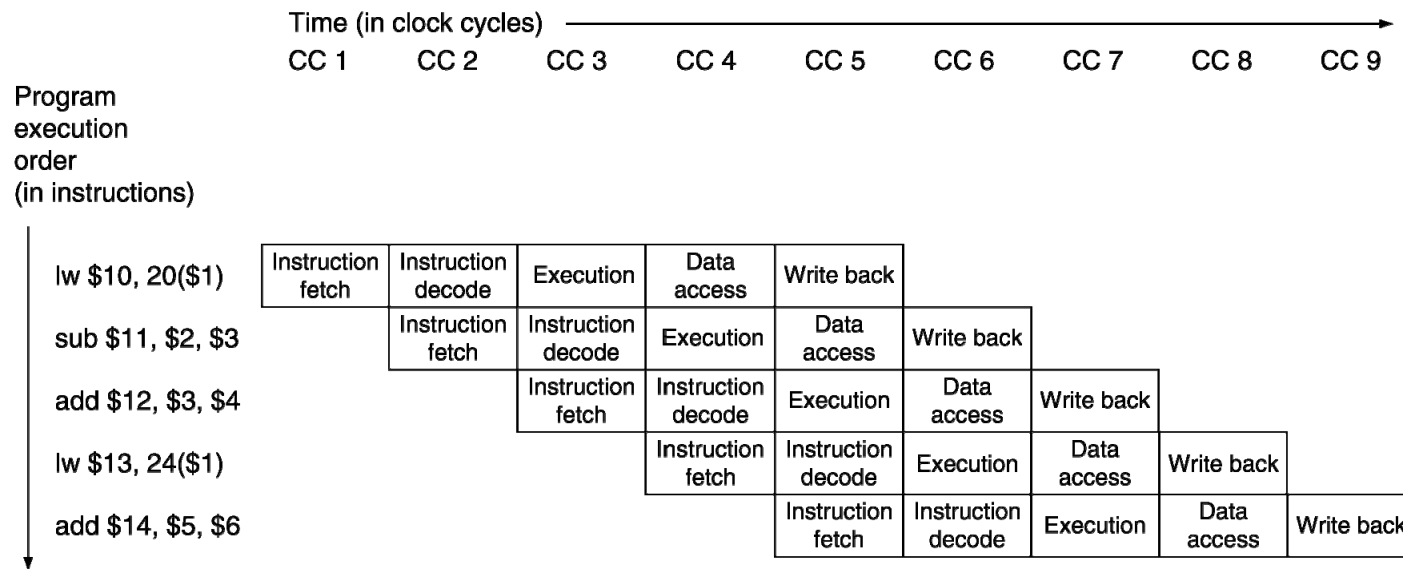 Time (in clock cycles)
CC 1 CC 2 CC 3 CC 4 CC 5 CC 6 CC 7 CC 8 CC 9
Program
execution
order
(in instructions)
lw $10, 20($1) Instruction fetch Instruction decode Execution Data access Write back
sub $11, $2, $3 Instruction fetch Instruction decode Execution Data access Write back
add $12, $3, $4 Instruction fetch Instruction decode Execution Data access Write back
lw $13, 24($1) Instruction fetch Instruction decode Execution Data access Write back
add $14, $5, $6 Instruction fetch Instruction decode Execution Data access Write back